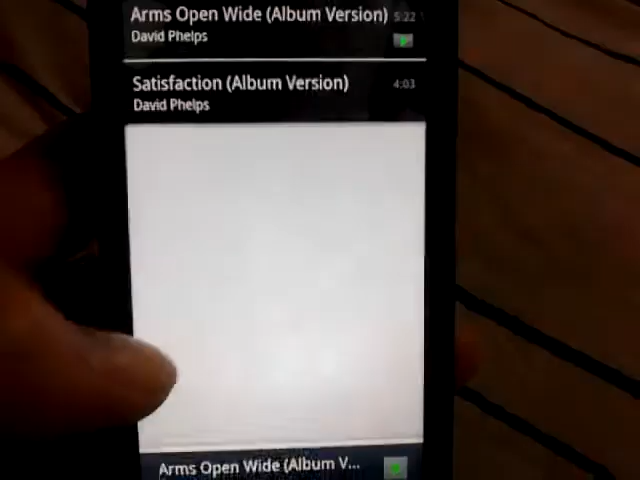 Arms Open Wide (Album Version) 5:22
David Phelps
Satisfaction (Album Version) 4:03
David Phelps
Arms Open Wide (Album V...